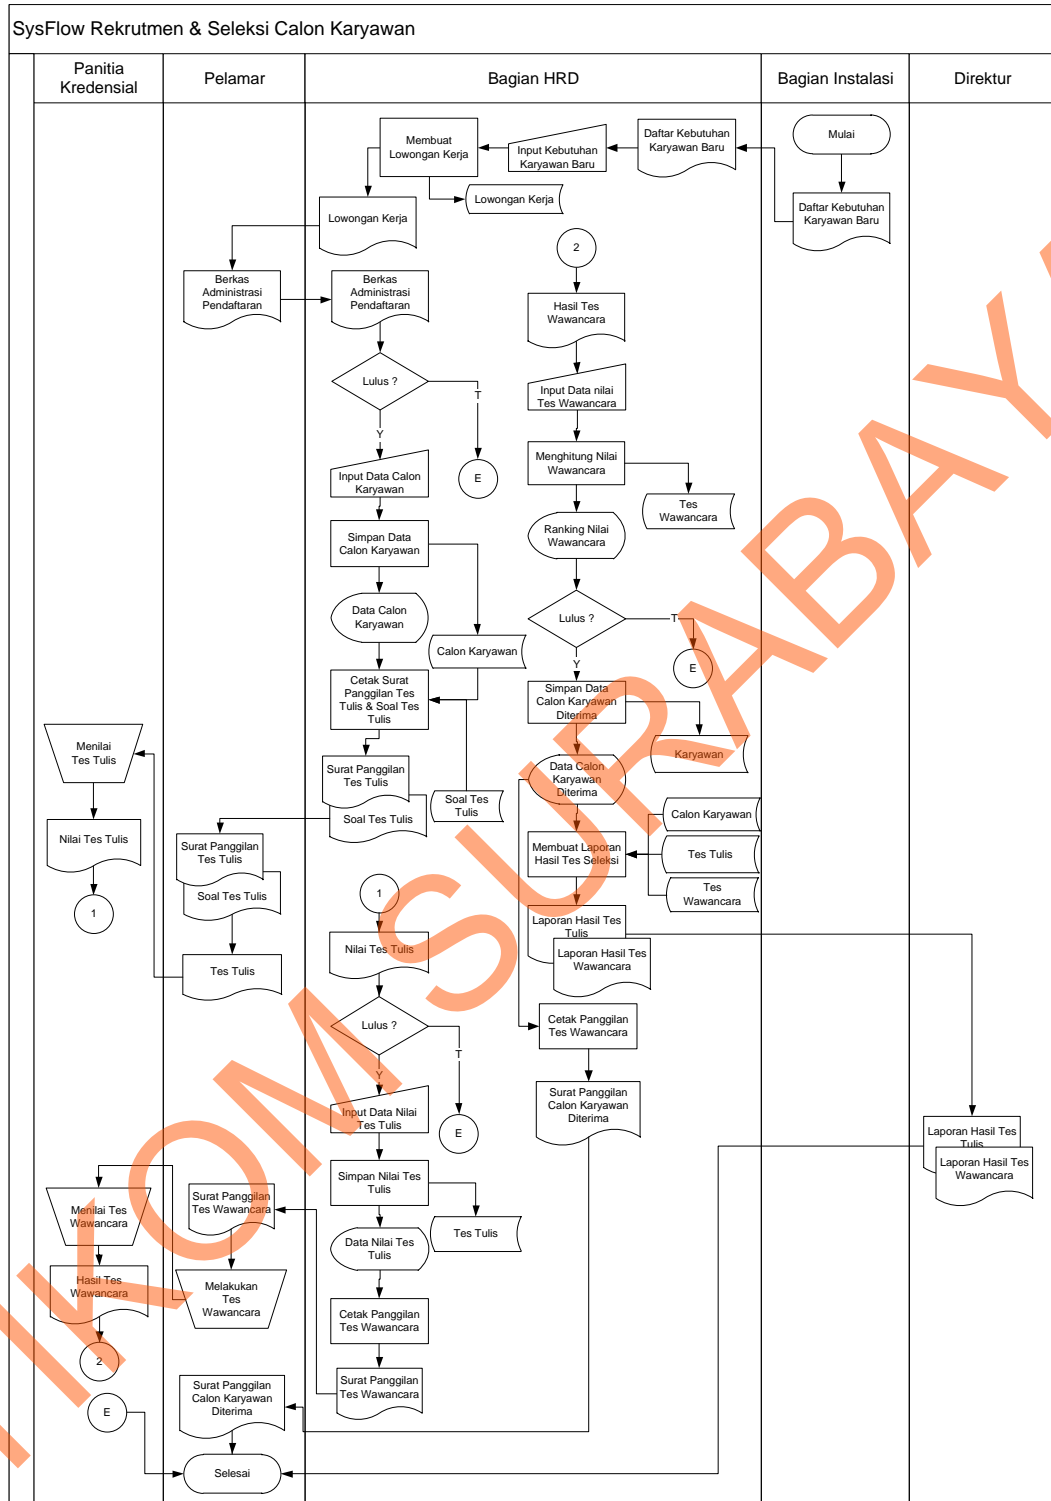 SysFlow Rekrutmen & Seleksi Calon Karyawan
Panitia
Kredensial
Pelamar
Bagian HRD
Bagian Instalasi
Direktur
Mulai
Daftar Kebutuhan
Karyawan Baru
Daftar Kebutuhan
Karyawan Baru
Input Kebutuhan
Karyawan Baru
Membuat
Lowongan Kerja
Lowongan Kerja
Lowongan Kerja
Berkas
Administrasi
Pendaftaran
Berkas
Administrasi
Pendaftaran
Lulus ?
T
E
Y
Input Data Calon
Karyawan
Simpan Data
Calon Karyawan
Data Calon
Karyawan
Calon Karyawan
Cetak Surat
Panggilan Tes
Tulis & Soal Tes
Tulis
Soal Tes
Tulis
Surat Panggilan
Tes Tulis
Soal Tes Tulis
Surat Panggilan
Tes Tulis
Soal Tes Tulis
Tes Tulis
Menilai
Tes Tulis
Nilai Tes Tulis
1
1
Nilai Tes Tulis
Lulus ?
T
E
Y
Input Data Nilai
Tes Tulis
Simpan Nilai Tes
Tulis
Tes Tulis
Data Nilai Tes
Tulis
Cetak Panggilan
Tes Wawancara
Surat Panggilan
Tes Wawancara
Surat Panggilan
Tes Wawancara
Melakukan
Tes
Wawancara
Menilai Tes
Wawancara
Hasil Tes
Wawancara
2
2
Hasil Tes
Wawancara
Input Data nilai
Tes Wawancara
Menghitung Nilai
Wawancara
Tes
Wawancara
Ranking Nilai
Wawancara
Lulus ?
T
E
Y
Simpan Data
Calon Karyawan
Diterima
Karyawan
Data Calon
Karyawan
Diterima
Calon Karyawan
Tes Tulis
Tes
Wawancara
Membuat Laporan
Hasil Tes Seleksi
Laporan Hasil Tes
Tulis
Laporan Hasil Tes
Wawancara
Cetak Panggilan
Tes Wawancara
Surat Panggilan
Calon Karyawan
Diterima
Laporan Hasil Tes
Tulis
Laporan Hasil Tes
Wawancara
Surat Panggilan
Calon Karyawan
Diterima
E
Selesai
IKOM SURABAYA